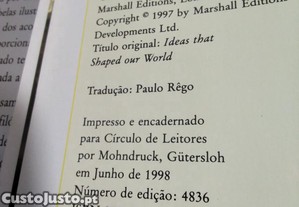 Marshall Editions,
Copyright © 1997 by Marshall Edition
Developments Ltd.
Título original: Ideas that
Shaped our World
Tradução: Paulo Rêgo
Impresso e encadernado
para Círculo de Leitores
por Mohndruck, Gütersloh
em Junho de 1998
Número de edição: 4836
CustoJusto.pt